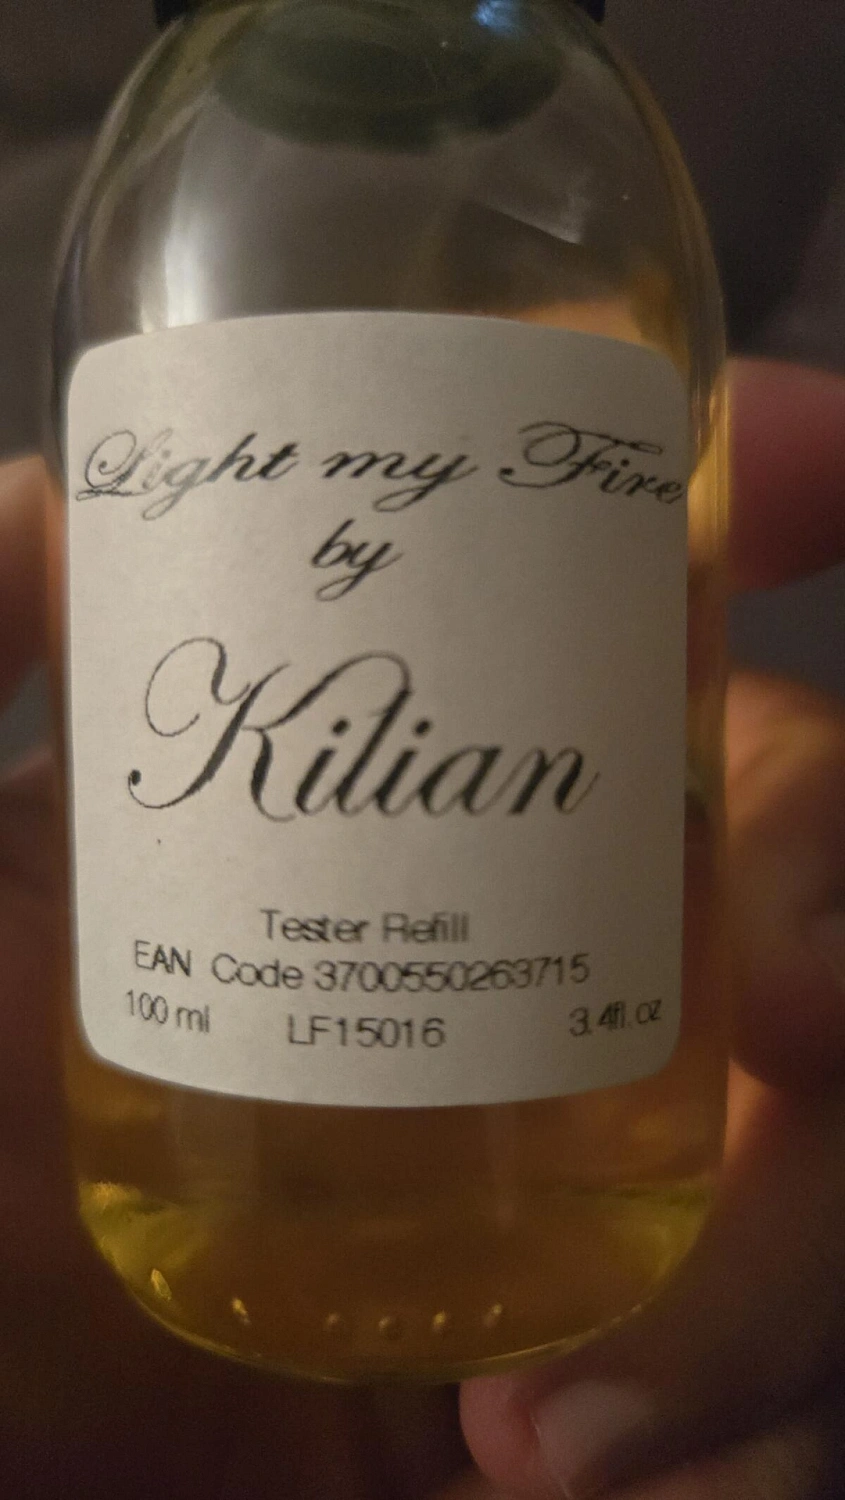 Light my Fire
by
Kilian
Tester Refill
EAN Code 3700550263715
100 ml LF15016 3.4fl.oz